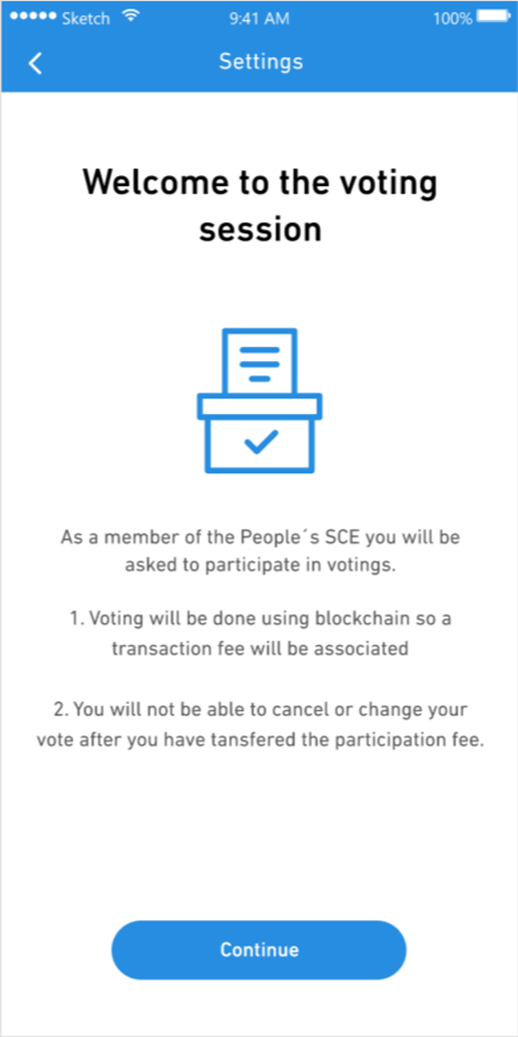 Sketch 9:41 AM 100%
Settings
Welcome to the voting
session
As a member of the People´s SCE you will be
asked to participate in votings.
1. Voting will be done using blockchain so a
transaction fee will be associated
2. You will not be able to cancel or change your
vote after you have tansfered the participation fee.
Continue